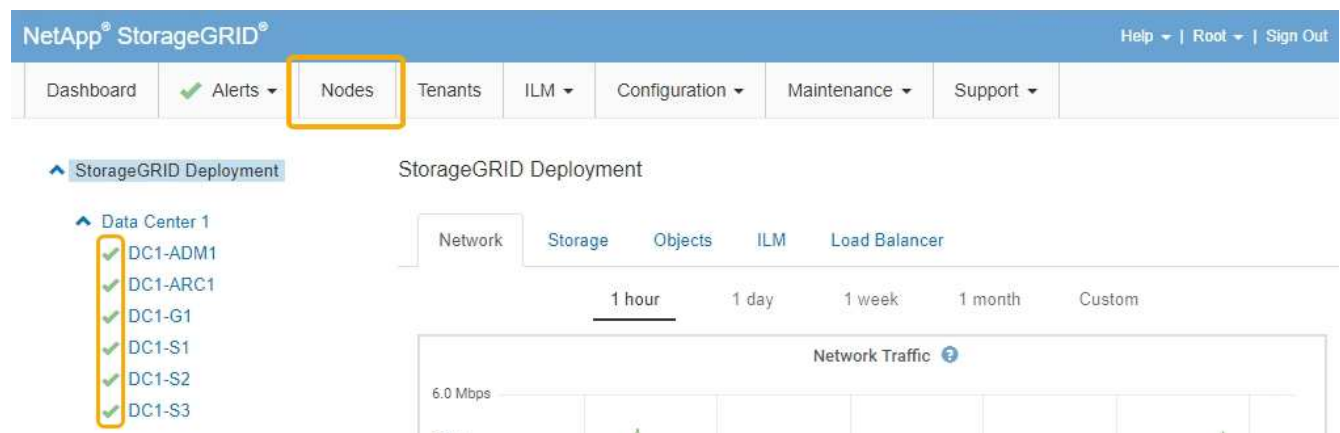 NetApp® StorageGRID®
Help | Root | Sign Out
Dashboard Alerts Nodes Tenants ILM Configuration Maintenance Support
StorageGRID Deployment
StorageGRID Deployment
Data Center 1
Network Storage Objects ILM Load Balancer
DC1-ADM1
DC1-ARC1
1 hour 1 day 1 week 1 month Custom
DC1-G1
DC1-S1
Network Traffic
DC1-S2
6.0 Mbps
DC1-S3